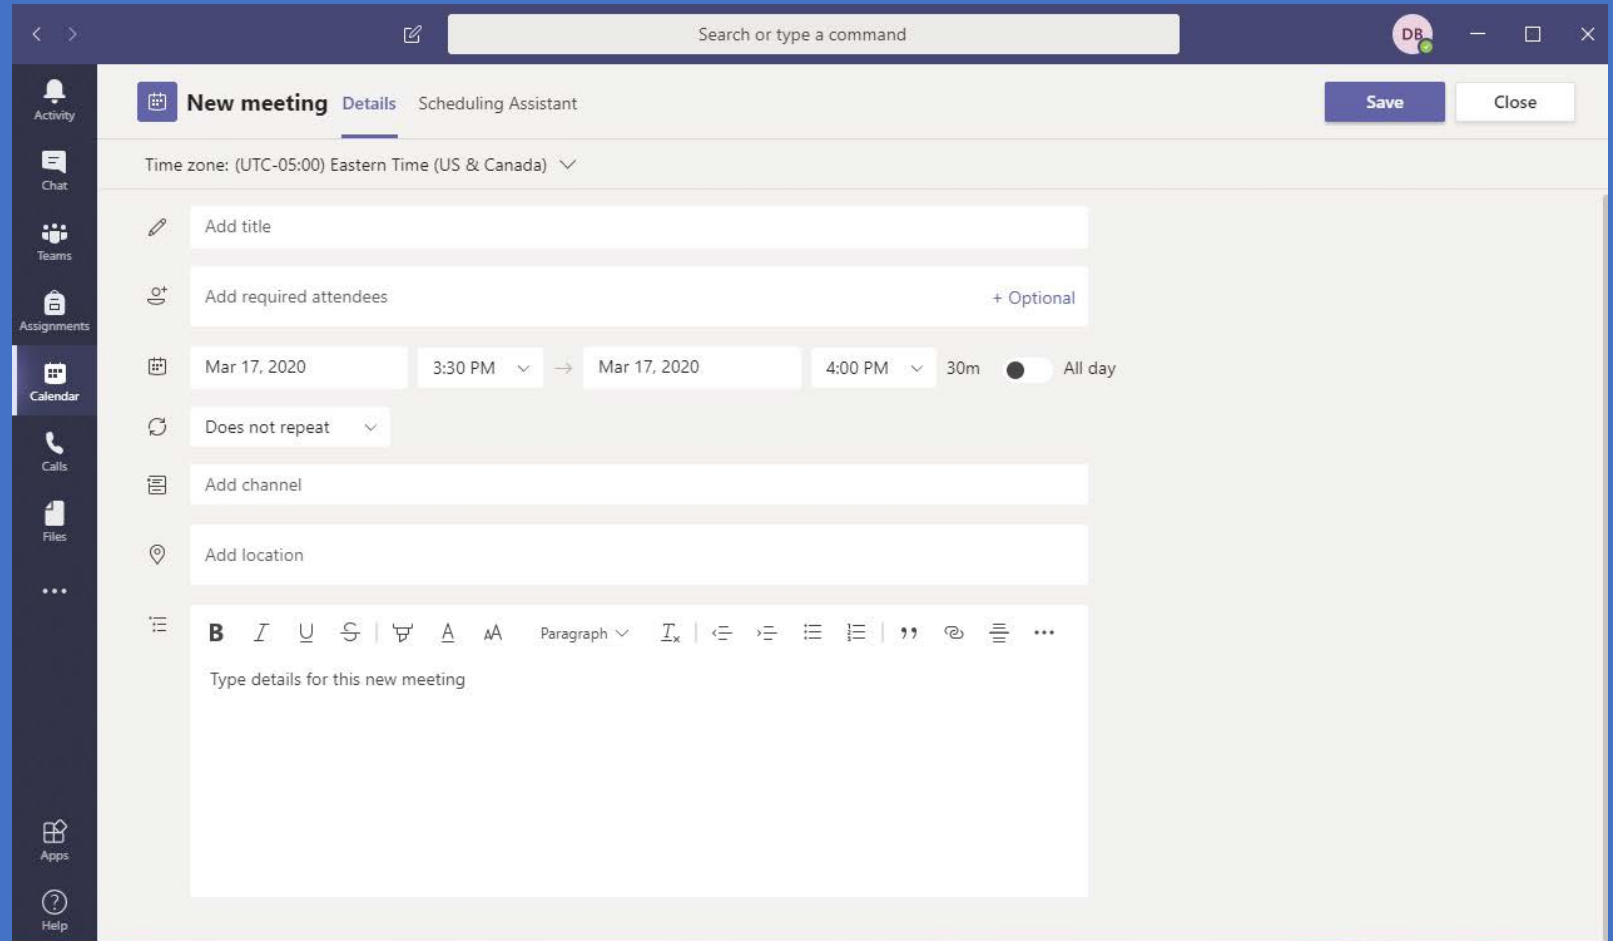 Search or type a command
DB
Activity
Chat
Teams
Assignments
Calendar
Calls
Files
Apps
Help
New meeting Details Scheduling Assistant Save Close
Time zone: (UTC-05:00) Eastern Time (US & Canada)
Add title
Add required attendees + Optional
Mar 17, 2020 3:30 PM → Mar 17, 2020 4:00 PM 30m All day
Does not repeat
Add channel
Add location
B I U S A AA Paragraph Ix
Type details for this new meeting